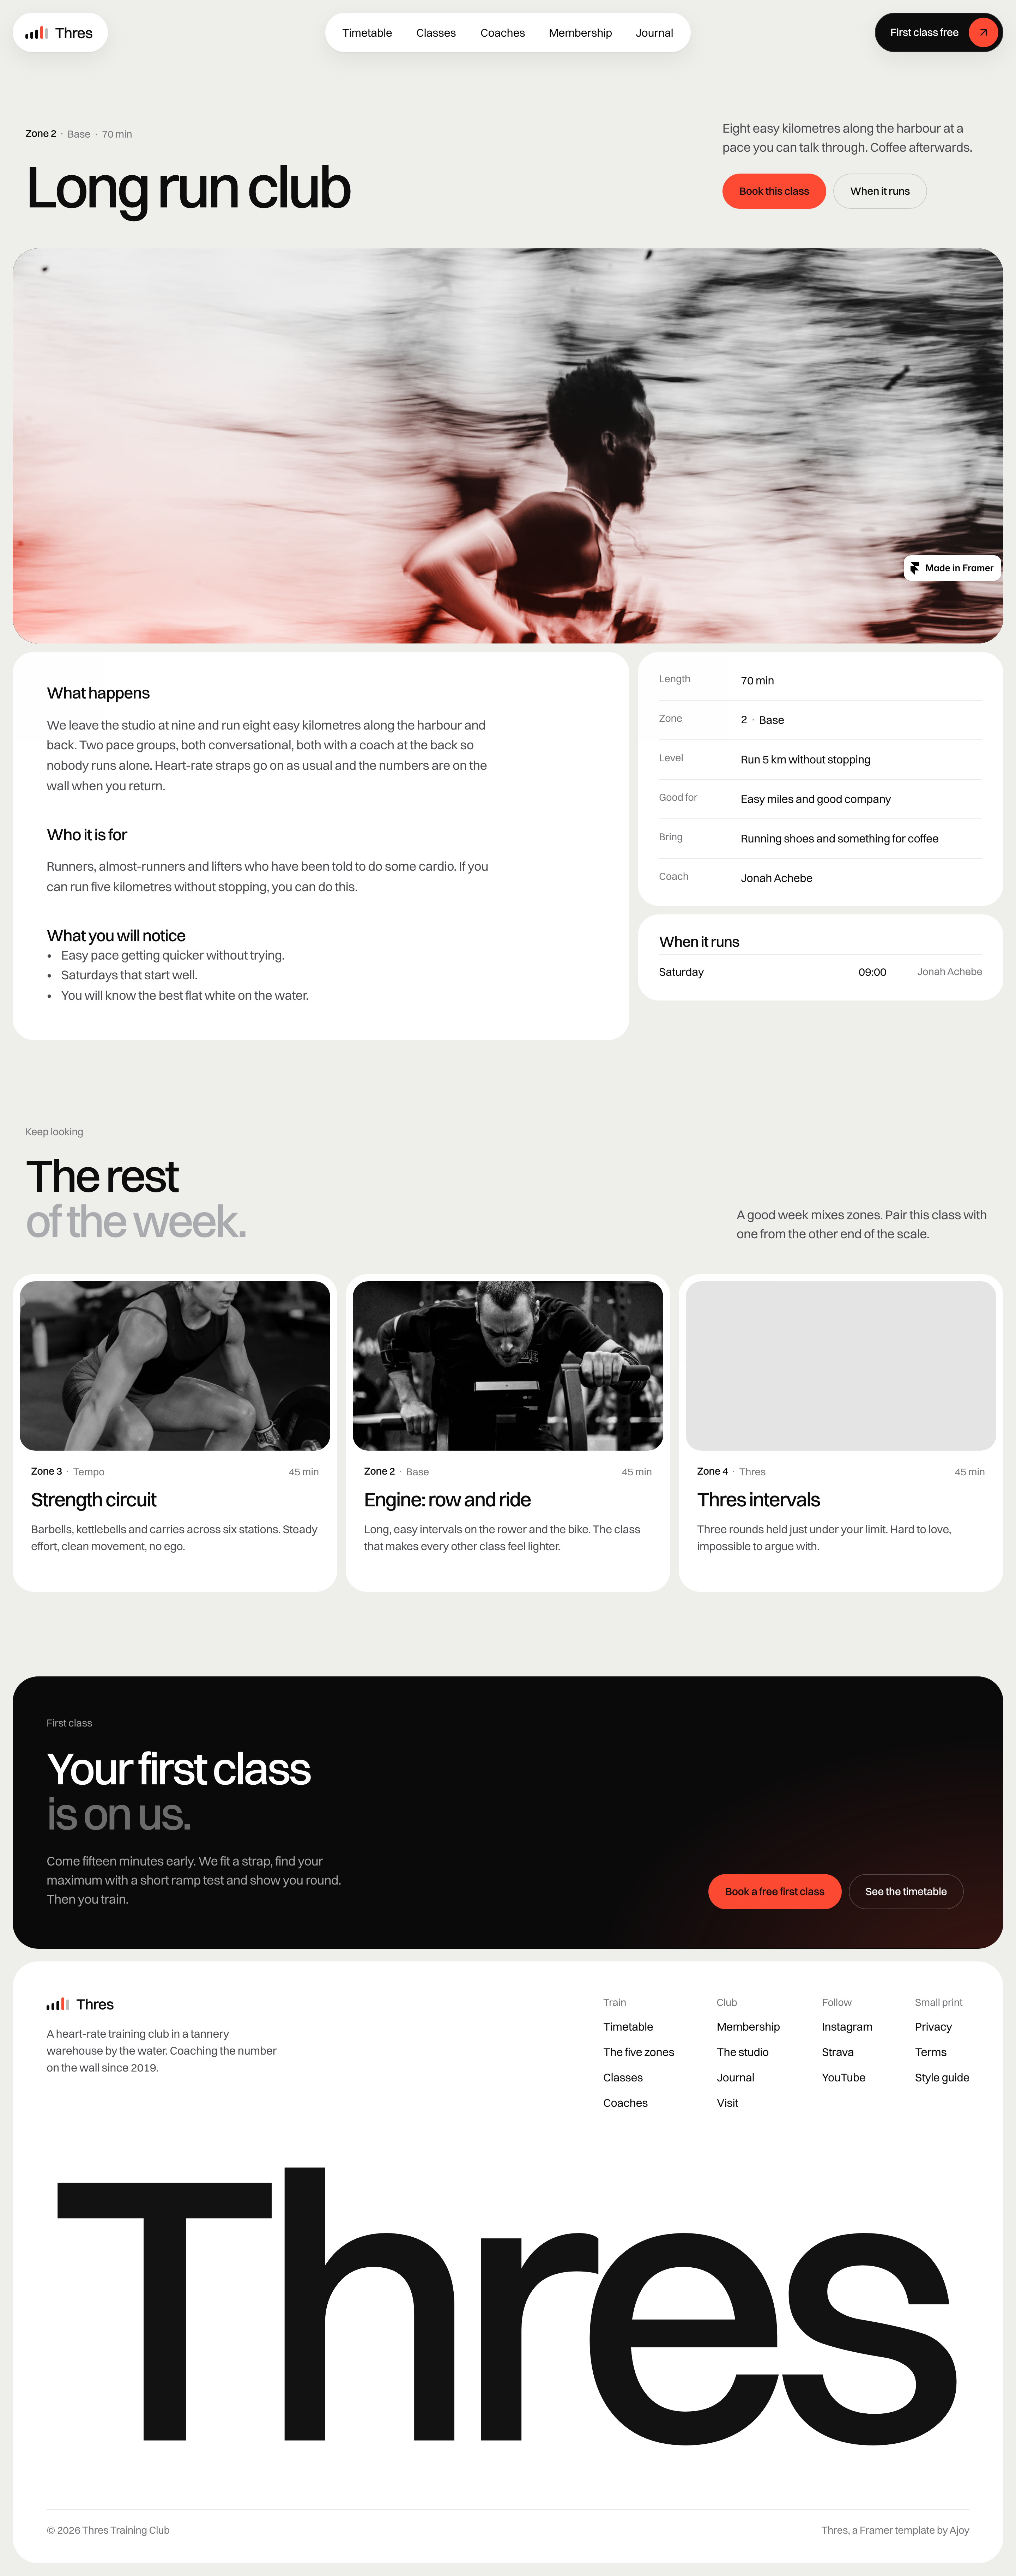 Thres
Timetable
Classes
Coaches
Membership
Journal
First class free
Zone 2 · Base · 70 min
Long run club
Eight easy kilometres along the harbour at a
pace you can talk through. Coffee afterwards.
Book this class
When it runs
Made in Framer
What happens
We leave the studio at nine and run eight easy kilometres along the harbour and
back. Two pace groups, both conversational, both with a coach at the back so
nobody runs alone. Heart-rate straps go on as usual and the numbers are on the
wall when you return.
Who it is for
Runners, almost-runners and lifters who have been told to do some cardio. If you
can run five kilometres without stopping, you can do this.
What you will notice
• Easy pace getting quicker without trying.
• Saturdays that start well.
• You will know the best flat white on the water.
Length 70 min
Zone 2 · Base
Level Run 5 km without stopping
Good for Easy miles and good company
Bring Running shoes and something for coffee
Coach Jonah Achebe
When it runs
Saturday 09:00 Jonah Achebe
Keep looking
The rest
of the week.
A good week mixes zones. Pair this class with
one from the other end of the scale.
Zone 3 · Tempo 45 min
Strength circuit
Barbells, kettlebells and carries across six stations. Steady
effort, clean movement, no ego.
Zone 2 · Base 45 min
Engine: row and ride
Long, easy intervals on the rower and the bike. The class
that makes every other class feel lighter.
Zone 4 · Thres 45 min
Thres intervals
Three rounds held just under your limit. Hard to love,
impossible to argue with.
First class
Your first class
is on us.
Come fifteen minutes early. We fit a strap, find your
maximum with a short ramp test and show you round.
Then you train.
Book a free first class
See the timetable
Thres
A heart-rate training club in a tannery
warehouse by the water. Coaching the number
on the wall since 2019.
Train
Timetable
The five zones
Classes
Coaches
Club
Membership
The studio
Journal
Visit
Follow
Instagram
Strava
YouTube
Small print
Privacy
Terms
Style guide
Thres
© 2026 Thres Training Club
Thres, a Framer template by Ajoy